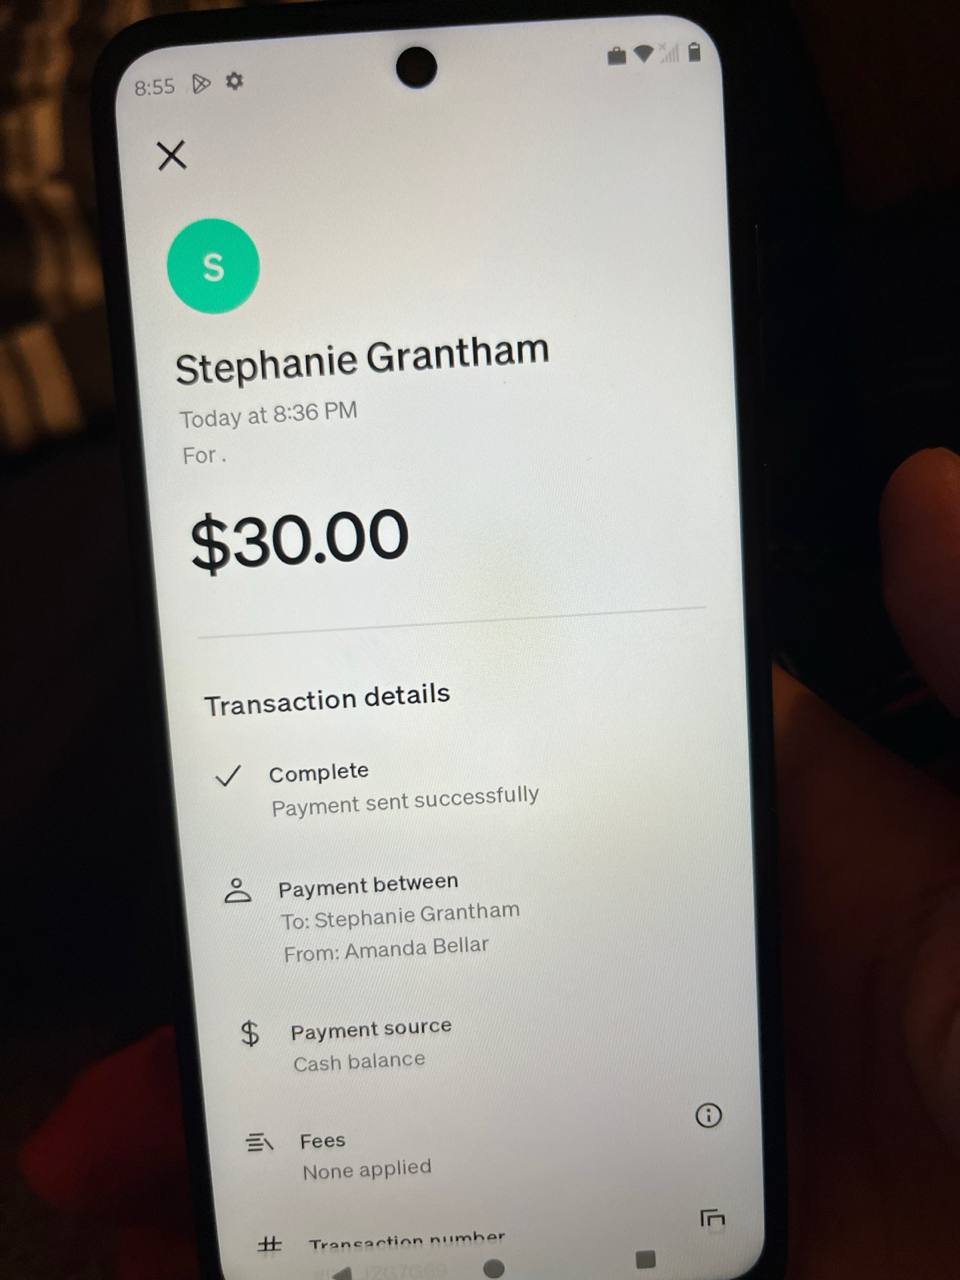 8:55
S
Stephanie Grantham
Today at 8:36 PM
For .
$30.00
Transaction details
Complete
Payment sent successfully
Payment between
To: Stephanie Grantham
From: Amanda Bellar
Payment source
Cash balance
Fees
None applied
Transaction number